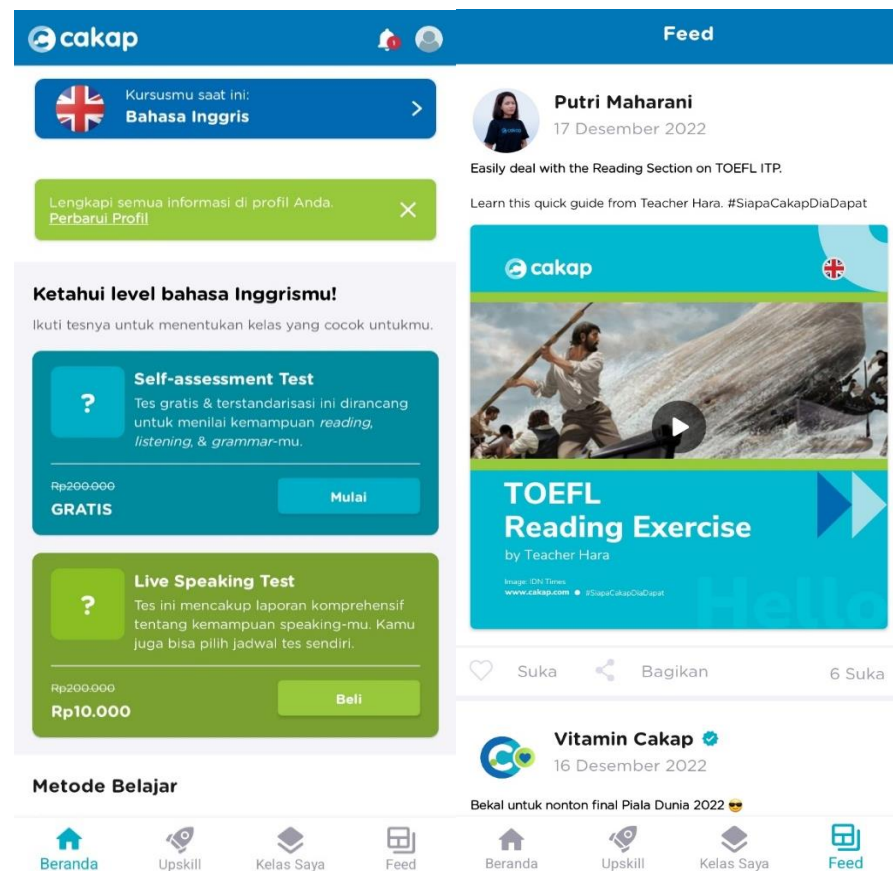 cakap
1
Kursusmu saat ini:
Bahasa Inggris
Lengkapi semua informasi di profil Anda.
Perbarui Profil
Ketahui level bahasa Inggrismu!
Ikuti tesnya untuk menentukan kelas yang cocok untukmu.
?
Self-assessment Test
Tes gratis & terstandarisasi ini dirancang
untuk menilai kemampuan reading,
listening, & grammar-mu.
Rp200.000
GRATIS
Mulai
?
Live Speaking Test
Tes ini mencakup laporan komprehensif
tentang kemampuan speaking-mu. Kamu
juga bisa pilih jadwal tes sendiri.
Rp200.000
Rp10.000
Beli
Metode Belajar
Beranda
Upskill
Kelas Saya
Feed
Feed
Putri Maharani
17 Desember 2022
Easily deal with the Reading Section on TOEFL ITP.
Learn this quick guide from Teacher Hara. #SiapaCakapDiaDapat
cakap
TOEFL
Reading Exercise
by Teacher Hara
Image: IDN Times
www.cakap.com ● #SiapaCakapDiaDapat
Hello
Suka
Bagikan
6 Suka
Vitamin Cakap
16 Desember 2022
Bekal untuk nonton final Piala Dunia 2022 😎
Beranda
Upskill
Kelas Saya
Feed